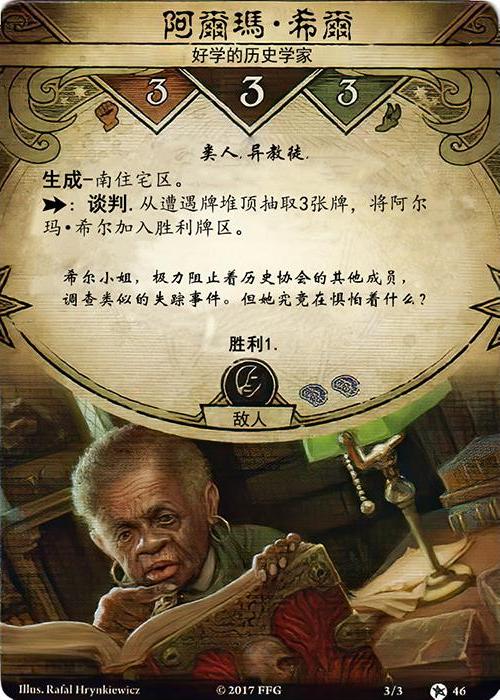 阿爾瑪·希爾
好学的历史学家
3 3 3
类人.异教徒.
生成-南住宅区。
：谈判.从遭遇牌堆顶抽取3张牌，将阿尔
玛·希尔加入胜利牌区。
希尔小姐，极力阻止着历史协会的其他成员，
调查类似的失踪事件。但她究竟在惧怕着什么？
胜利1.
敌人
Illus. Rafal Hrynkiewicz © 2017 FFG 3/3 46